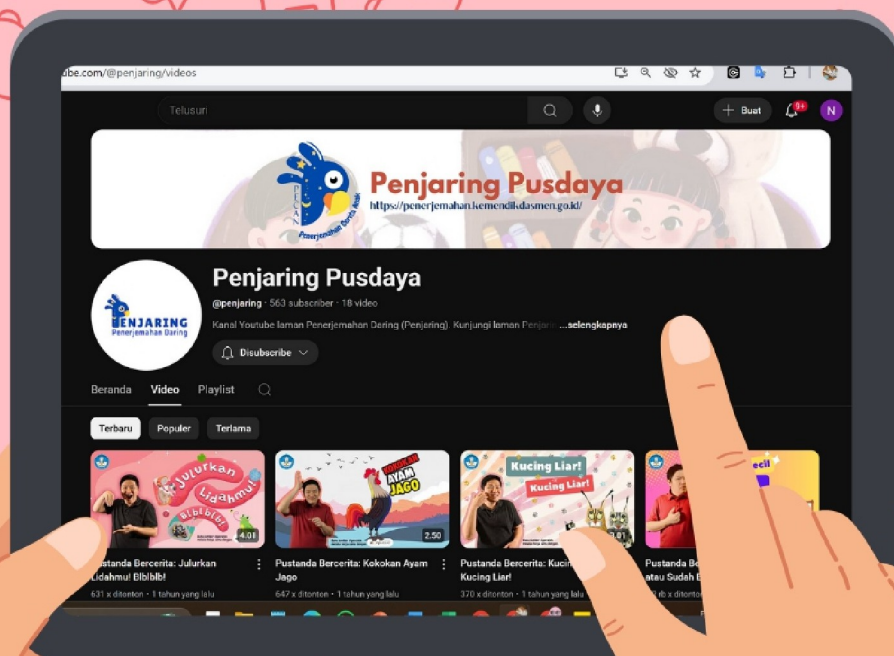 ube.com/@penjaring/videos
Telusuri
Buat
9+
N
Penjaring Pusdaya
https://penerjemahan.kemendikdasmen.go.id/
PECAN
Penerjemahan Cerita Anak
Penjaring Pusdaya
@penjaring · 563 subscriber · 18 video
PENJARING
Penerjemahan Daring
Kanal Youtube laman Penerjemahan Daring (Penjaring). Kunjungi laman Penjarin ...selengkapnya
Disubscribe
Beranda Video Playlist
Terbaru Populer Terlama
Julurkan
Lidahmu!
Blblblb!
4.01
KOKOKAN
AYAM
JAGO
2.50
Kucing Liar!
Kucing Liar!
ecil
Pustanda Bercerita: Julurkan
Lidahmu! Blblblb!
631 x ditonton · 1 tahun yang lalu
Pustanda Bercerita: Kokokan Ayam
Jago
647 x ditonton · 1 tahun yang lalu
Pustanda Bercerita:
Kucing Liar!
370 x ditonton · 1 tahun yang lalu
Pustanda
atau Sudah